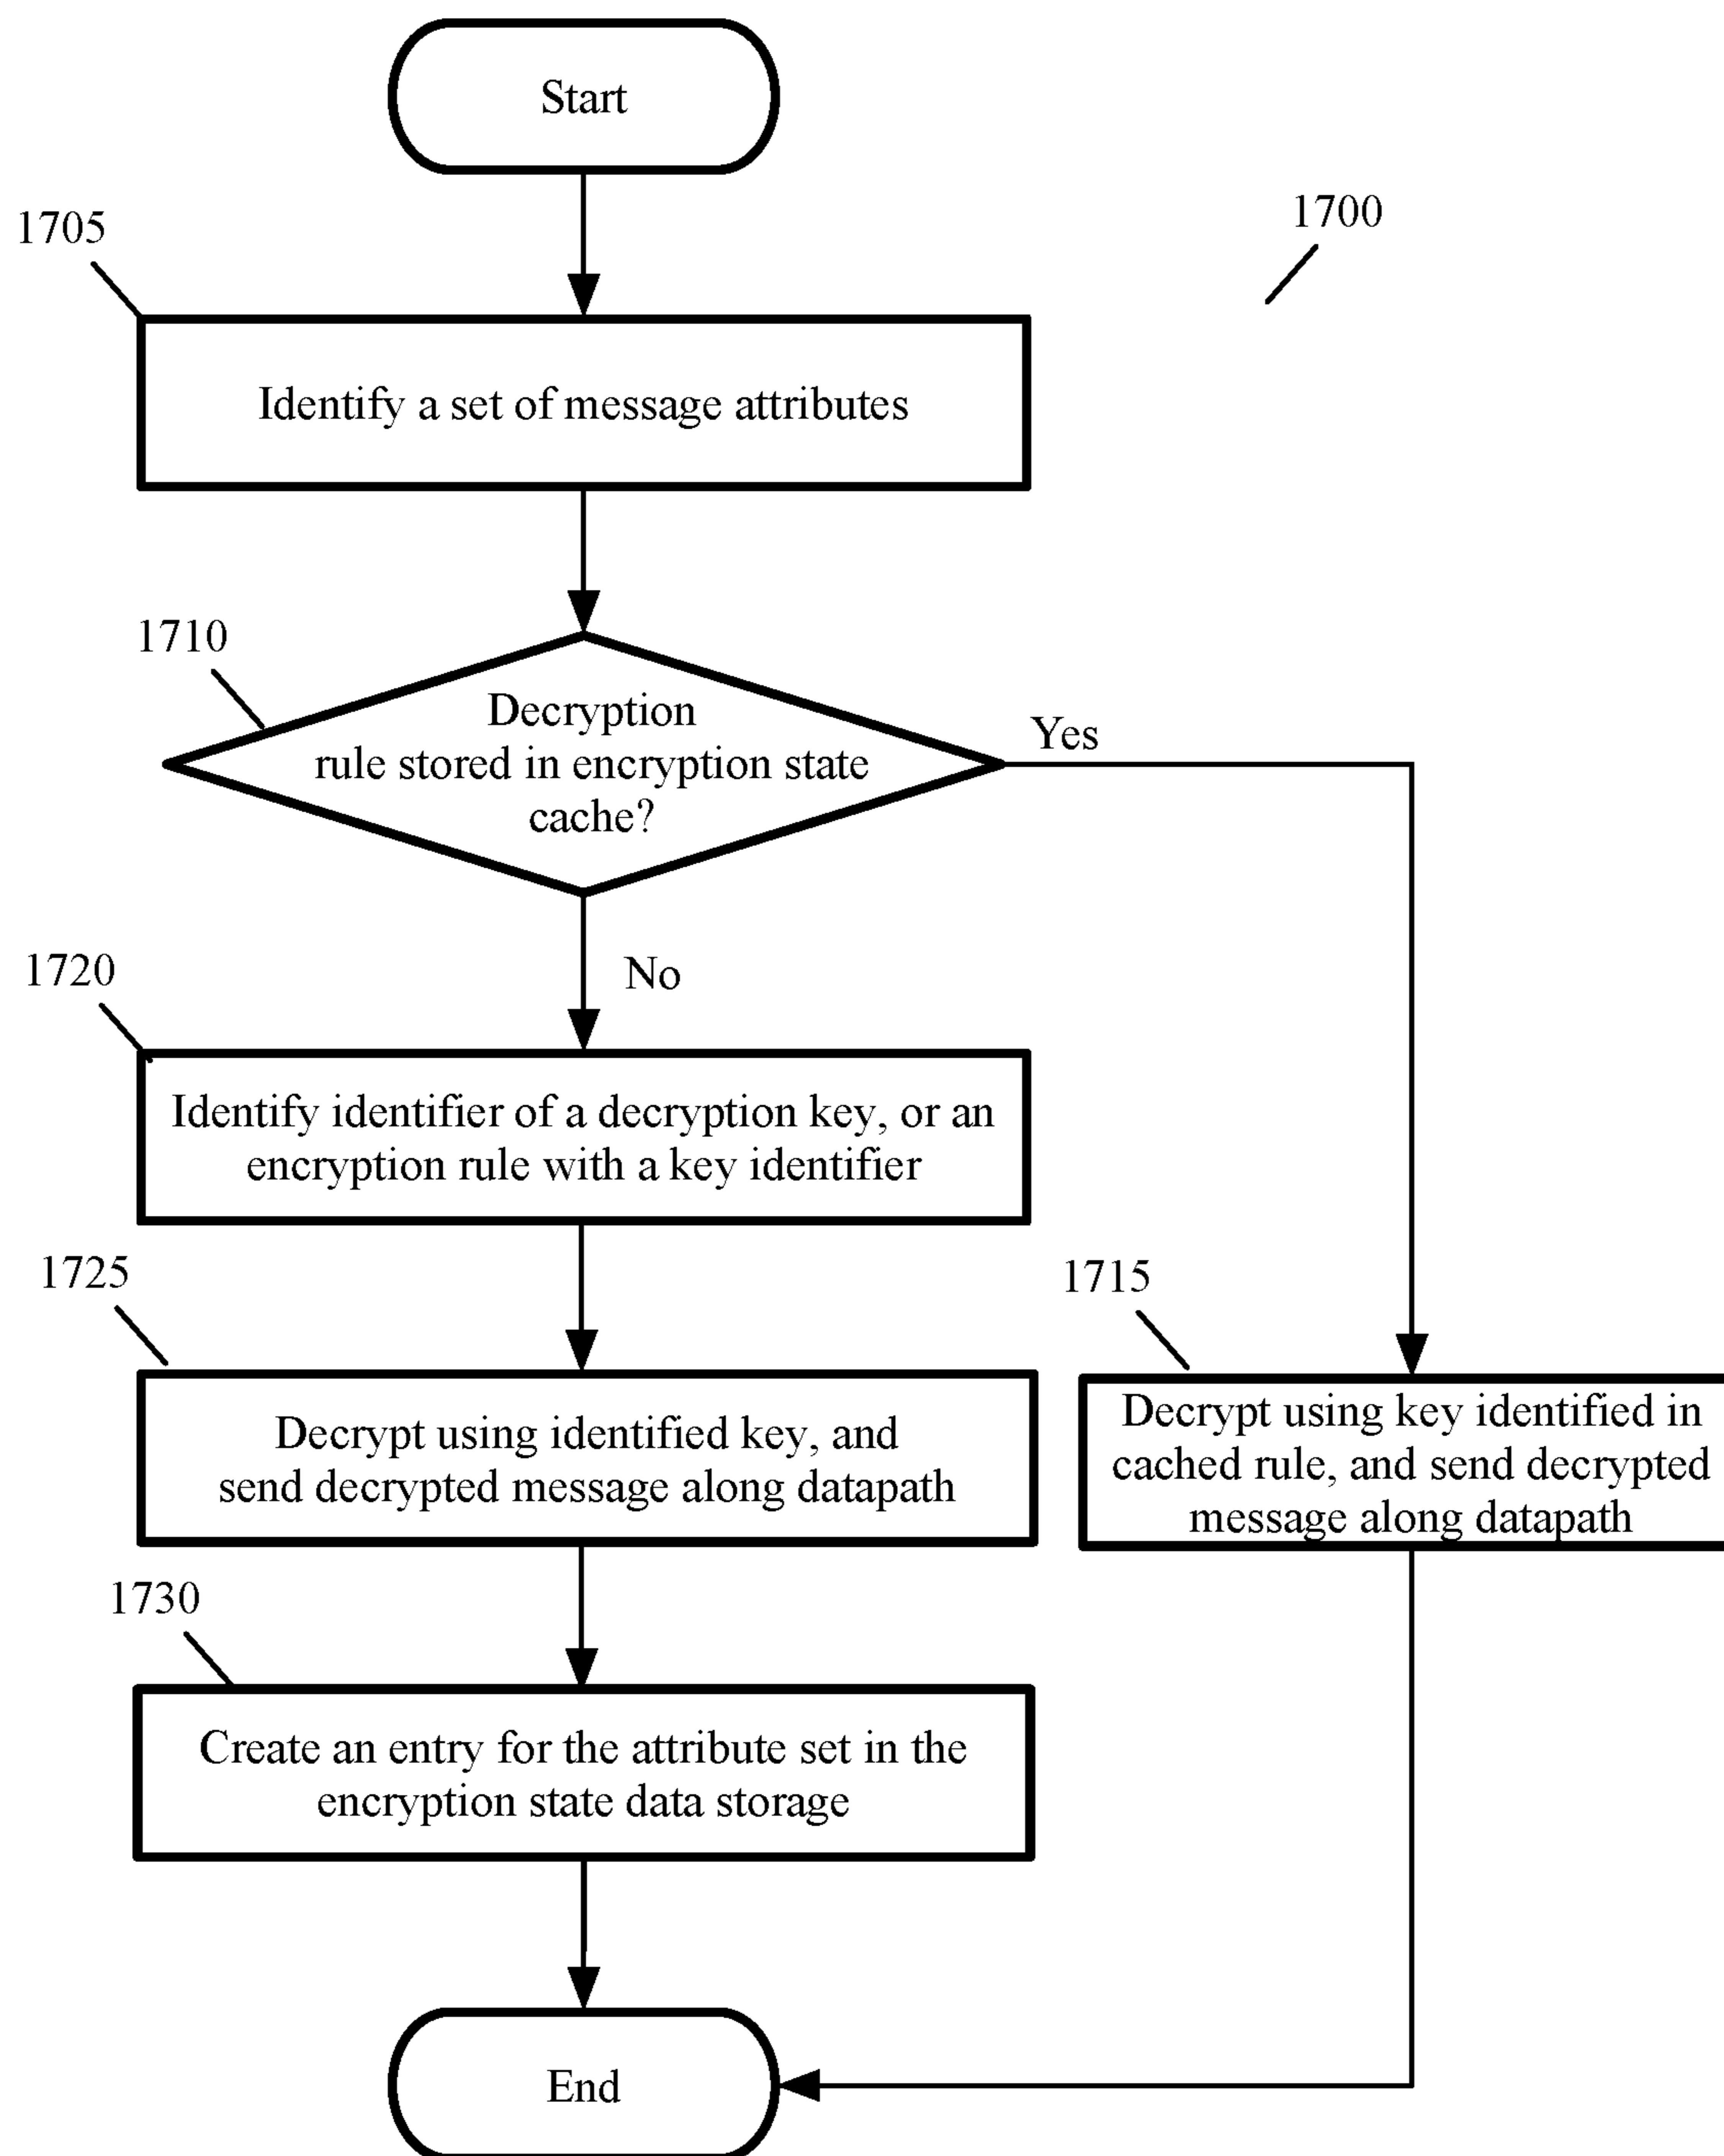 Start
1705
1700
Identify a set of message attributes
1710
Decryption
rule stored in encryption state
cache?
Yes
No
1720
Identify identifier of a decryption key, or an
encryption rule with a key identifier
1725
Decrypt using identified key, and
send decrypted message along datapath
1715
Decrypt using key identified in
cached rule, and send decrypted
message along datapath
1730
Create an entry for the attribute set in the
encryption state data storage
End